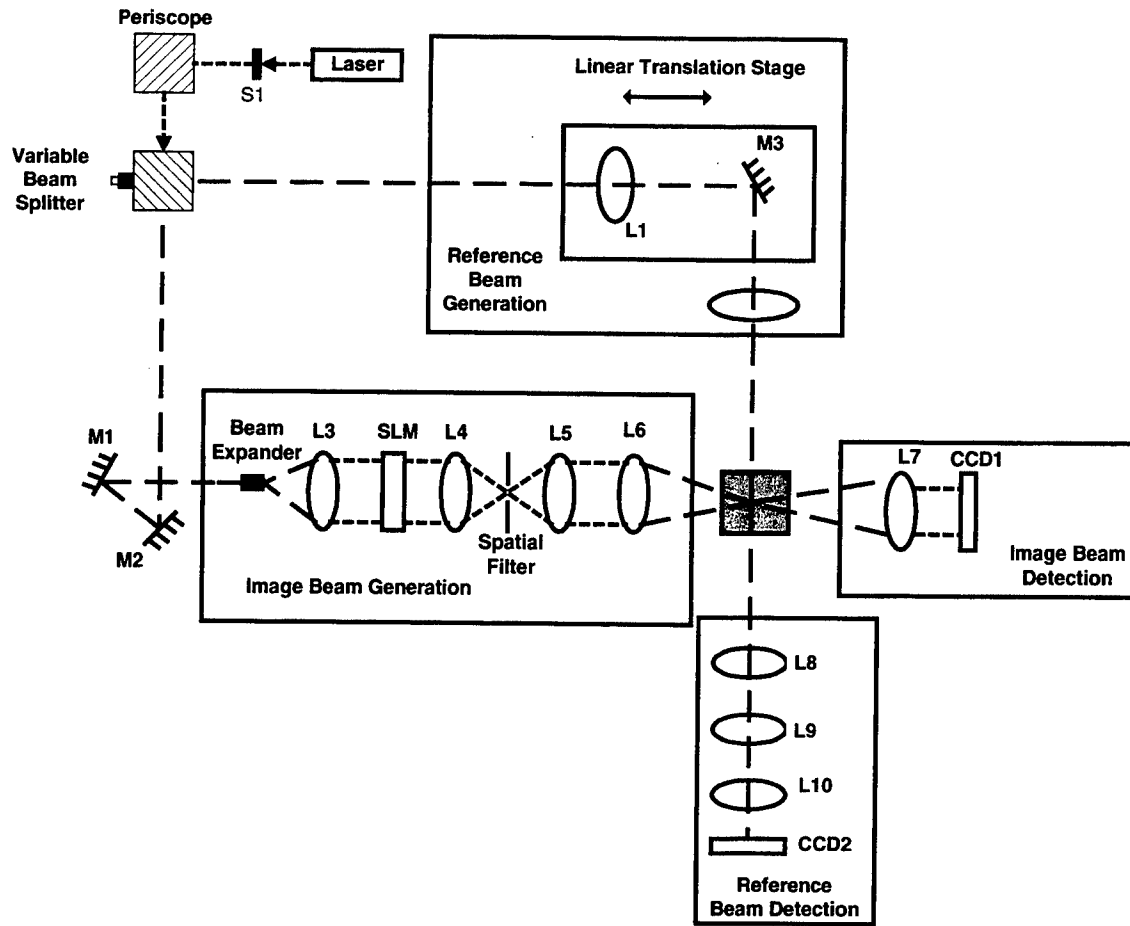 Periscope
Laser
S1
Linear Translation Stage
M3
Variable
Beam
Splitter
L1
Reference
Beam
Generation
M1
M2
Beam
Expander
L3
SLM
L4
L5
L6
Spatial
Filter
Image Beam Generation
L7
CCD1
Image Beam
Detection
L8
L9
L10
CCD2
Reference
Beam Detection